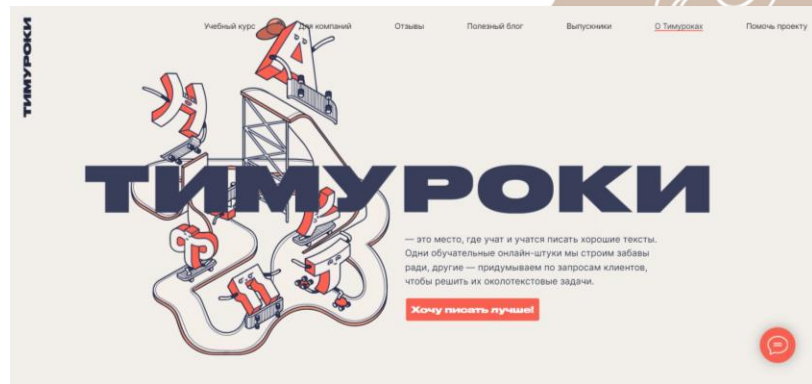 ТИМУРОКИ
Учебный курс Для компаний Отзывы Полезный блог Выпускники О Тимуроках Помочь проекту
ТИМУРОКИ
— это место, где учат и учатся писать хорошие тексты.
Одни обучательные онлайн-штуки мы строим забавы
ради, другие — придумываем по запросам клиентов,
чтобы решить их околотекстовые задачи.
Хочу писать лучше!